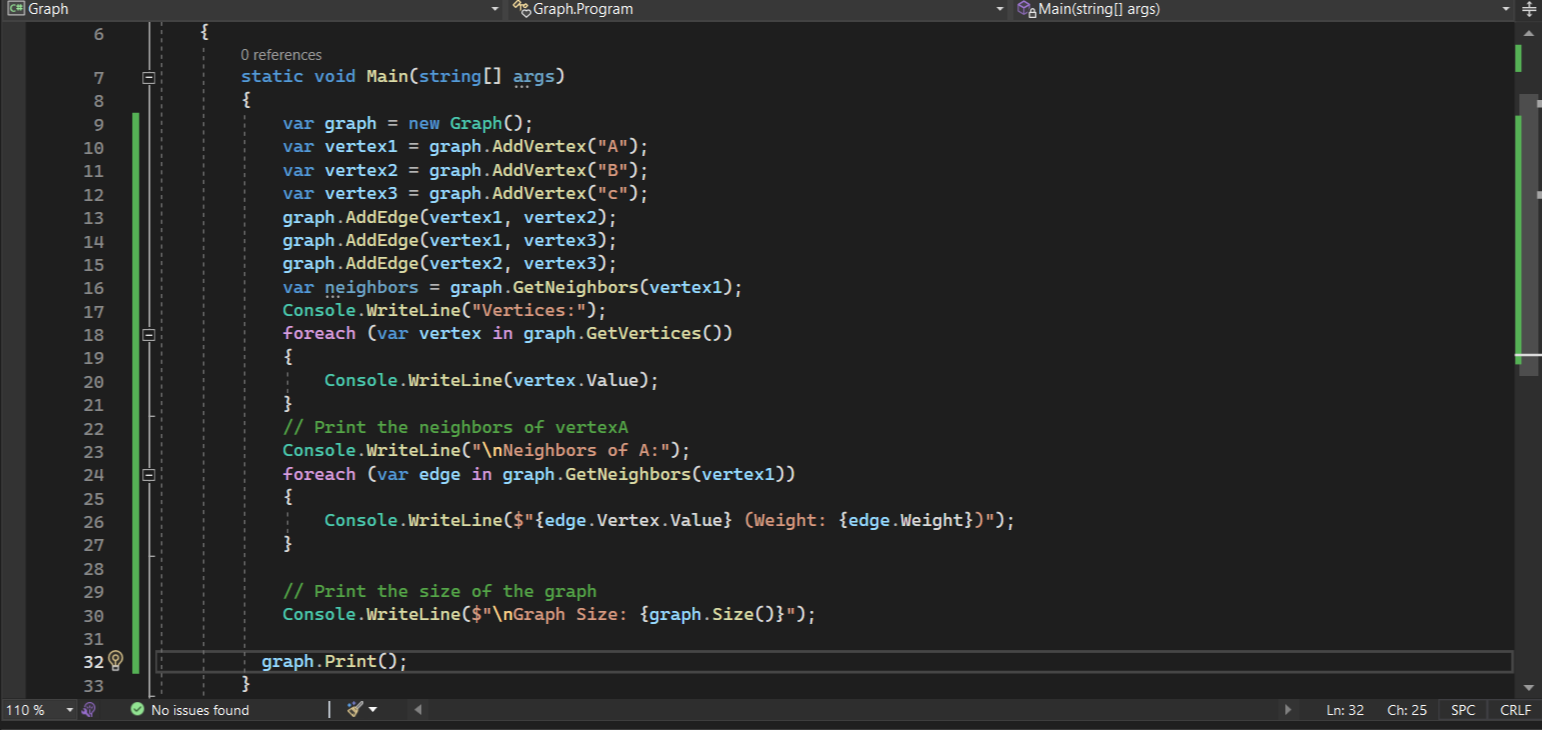 C# Graph Graph.Program Main(string[] args)
6 {
0 references
7 static void Main(string[] args)
8 {
9 var graph = new Graph();
10 var vertex1 = graph.AddVertex("A");
11 var vertex2 = graph.AddVertex("B");
12 var vertex3 = graph.AddVertex("c");
13 graph.AddEdge(vertex1, vertex2);
14 graph.AddEdge(vertex1, vertex3);
15 graph.AddEdge(vertex2, vertex3);
16 var neighbors = graph.GetNeighbors(vertex1);
17 Console.WriteLine("Vertices:");
18 foreach (var vertex in graph.GetVertices())
19 {
20 Console.WriteLine(vertex.Value);
21 }
22 // Print the neighbors of vertexA
23 Console.WriteLine("\nNeighbors of A:");
24 foreach (var edge in graph.GetNeighbors(vertex1))
25 {
26 Console.WriteLine($"{edge.Vertex.Value} (Weight: {edge.Weight})");
27 }
28
29 // Print the size of the graph
30 Console.WriteLine($"\nGraph Size: {graph.Size()}");
31
32 graph.Print();
33 }
110 % No issues found Ln: 32 Ch: 25 SPC CRLF